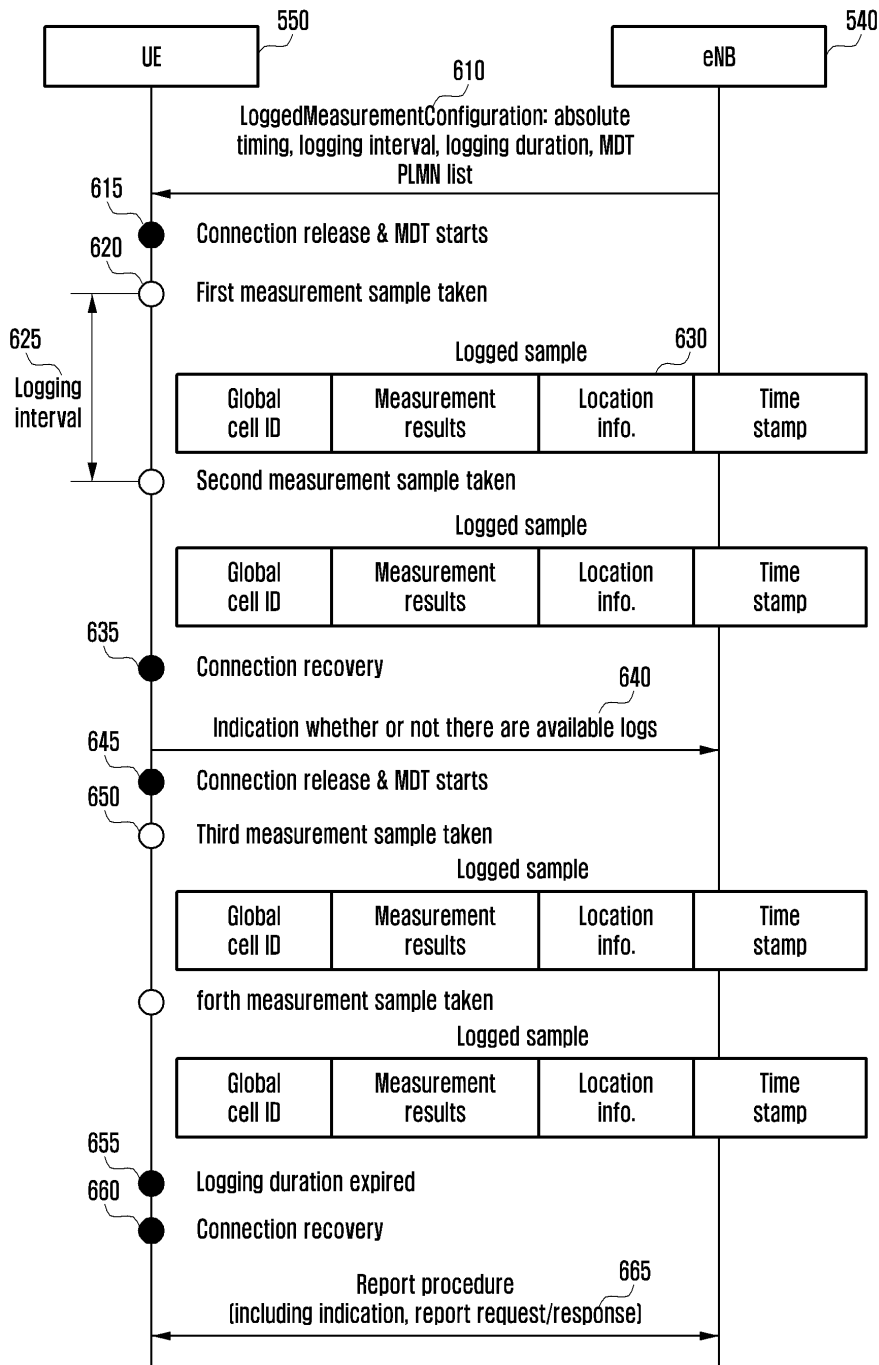 550
540
UE
eNB
610
LoggedMeasurementConfiguration: absolute
timing, logging interval, logging duration, MDT
PLMN list
615
Connection release & MDT starts
620
First measurement sample taken
625
Logging
interval
Logged sample
630
Global
cell ID
Measurement
results
Location
info.
Time
stamp
Second measurement sample taken
Logged sample
Global
cell ID
Measurement
results
Location
info.
Time
stamp
635
Connection recovery
640
Indication whether or not there are available logs
645
Connection release & MDT starts
650
Third measurement sample taken
Logged sample
Global
cell ID
Measurement
results
Location
info.
Time
stamp
forth measurement sample taken
Logged sample
Global
cell ID
Measurement
results
Location
info.
Time
stamp
655
Logging duration expired
660
Connection recovery
Report procedure
665
(including indication, report request/response)